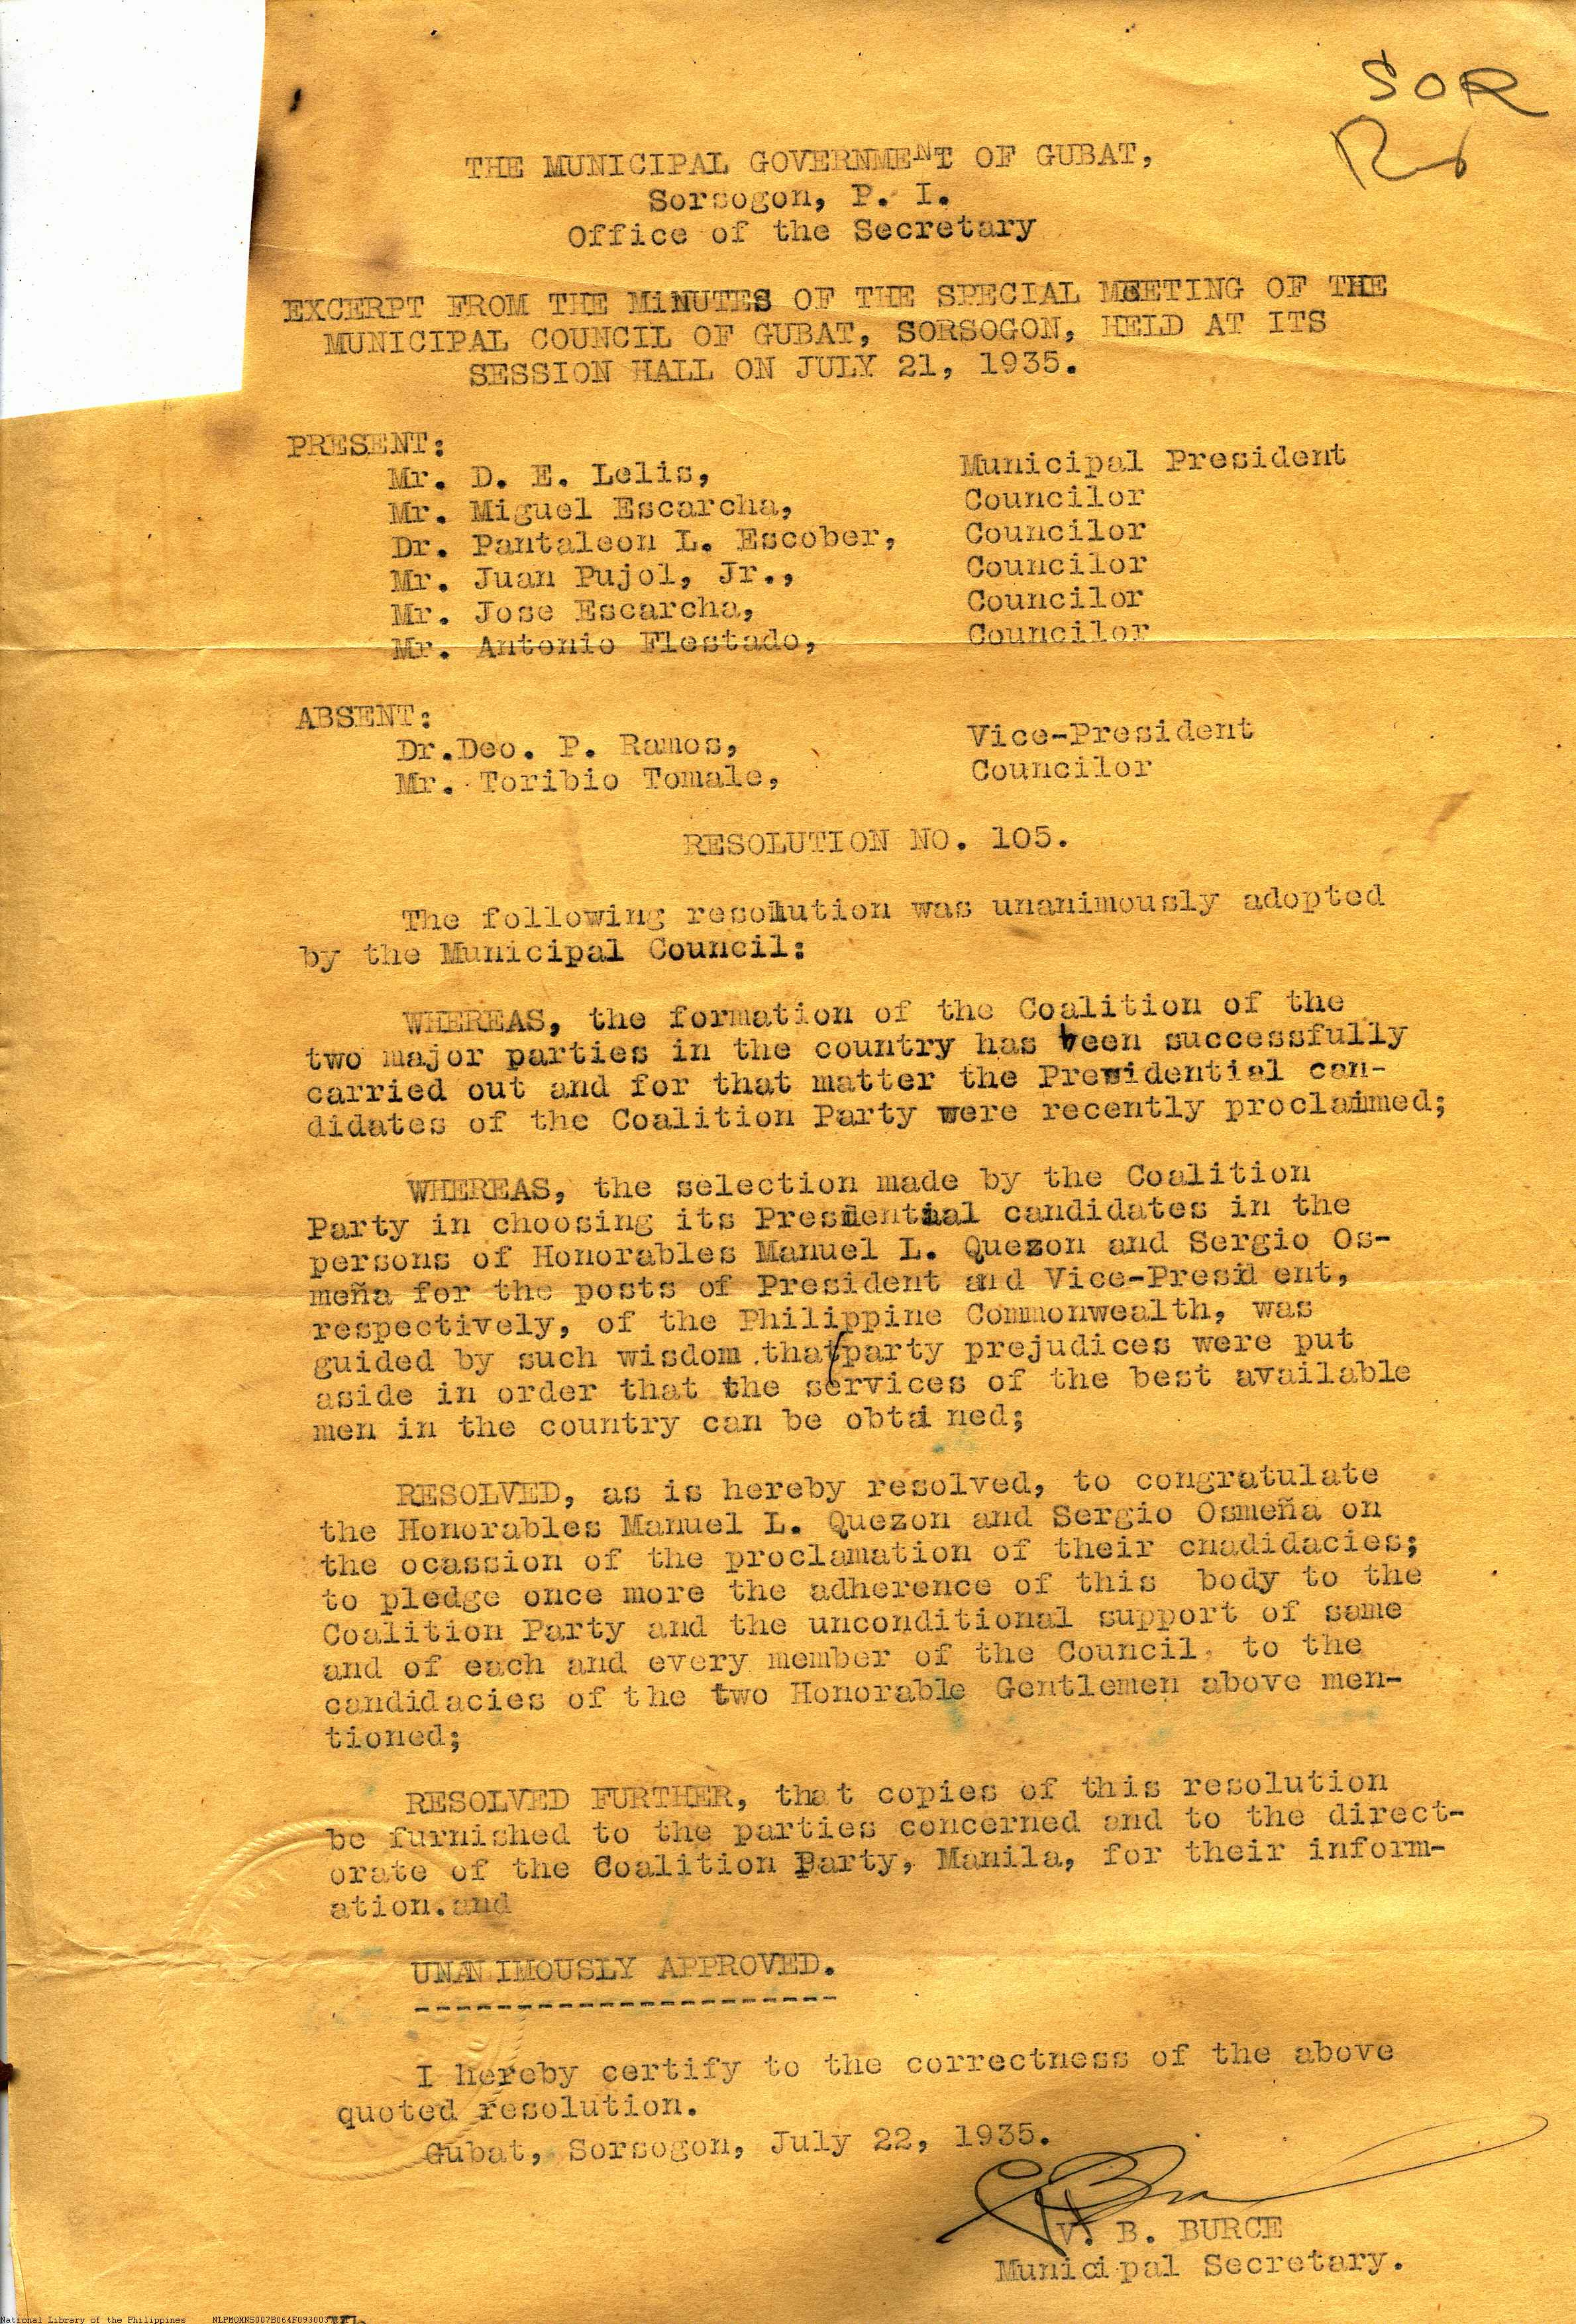 SOR
THE MUNICIPAL GOVERNMENT OF GUBAT,
Sorsogon, P. I.
Office of the Secretary
EXCERPT FROM THE MINUTES OF THE SPECIAL MEETING OF THE
MUNICIPAL COUNCIL OF GUBAT, SORSOGON, HELD AT ITS
SESSION HALL ON JULY 21, 1935.
PRESENT:
Mr. D. E. Lelis, Municipal President
Mr. Miguel Escarcha, Councilor
Dr. Pantaleon L. Escober, Councilor
Mr. Juan Pujol, Jr., Councilor
Mr. Jose Escarcha, Councilor
Mr. Antonio Flestado, Councilor
ABSENT:
Dr.Deo. P. Ramos, Vice-President
Mr. Toribio Tomale, Councilor
RESOLUTION NO. 105.
The following resolution was unanimously adopted
by the Municipal Council:
WHEREAS, the formation of the Coalition of the
two major parties in the country has been successfully
carried out and for that matter the Presidential can-
didates of the Coalition Party were recently proclaimed;
WHEREAS, the selection made by the Coalition
Party in choosing its Presidential candidates in the
persons of Honorables Manuel L. Quezon and Sergio Os-
meña for the posts of President and Vice-President,
respectively, of the Philippine Commonwealth, was
guided by such wisdom that party prejudices were put
aside in order that the services of the best available
men in the country can be obtained;
RESOLVED, as is hereby resolved, to congratulate
the Honorables Manuel L. Quezon and Sergio Osmeña on
the ocassion of the proclamation of their cnadidacies;
to pledge once more the adherence of this body to the
Coalition Party and the unconditional support of same
and of each and every member of the Council, to the
candidacies of the two Honorable Gentlemen above men-
tioned;
RESOLVED FURTHER, that copies of this resolution
be furnished to the parties concerned and to the direct-
orate of the Coalition Party, Manila, for their inform-
ation.and
UNANIMOUSLY APPROVED.
---------------------
I hereby certify to the correctness of the above
quoted resolution.
Gubat, Sorsogon, July 22, 1935.
V. B. BURCE
Municipal Secretary.
National Library of the Philippines